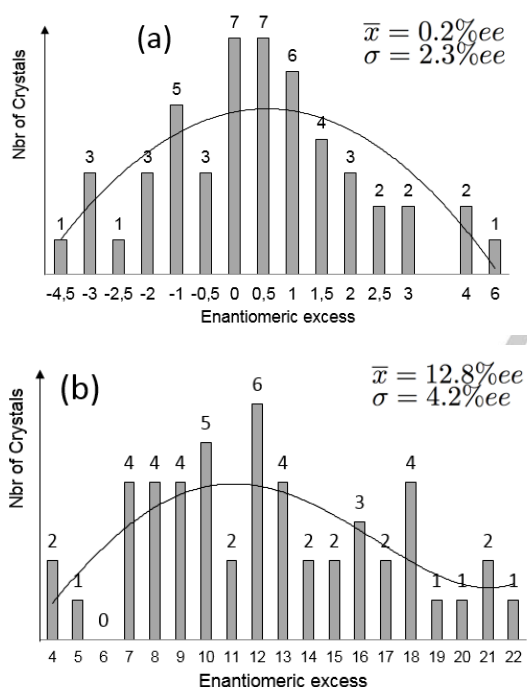 (a)
x̄ = 0.2%ee
σ = 2.3%ee
Nbr of Crystals
1 3 1 3 5 3 7 7 6 4 3 2 2 2 1
-4,5 -3 -2,5 -2 -1 -0,5 0 0,5 1 1,5 2 2,5 3 4 6
Enantiomeric excess
(b)
x̄ = 12.8%ee
σ = 4.2%ee
Nbr of Crystals
2 1 0 4 4 4 5 2 6 4 2 2 3 2 4 1 1 2 1
4 5 6 7 8 9 10 11 12 13 14 15 16 17 18 19 20 21 22
Enantiomeric excess